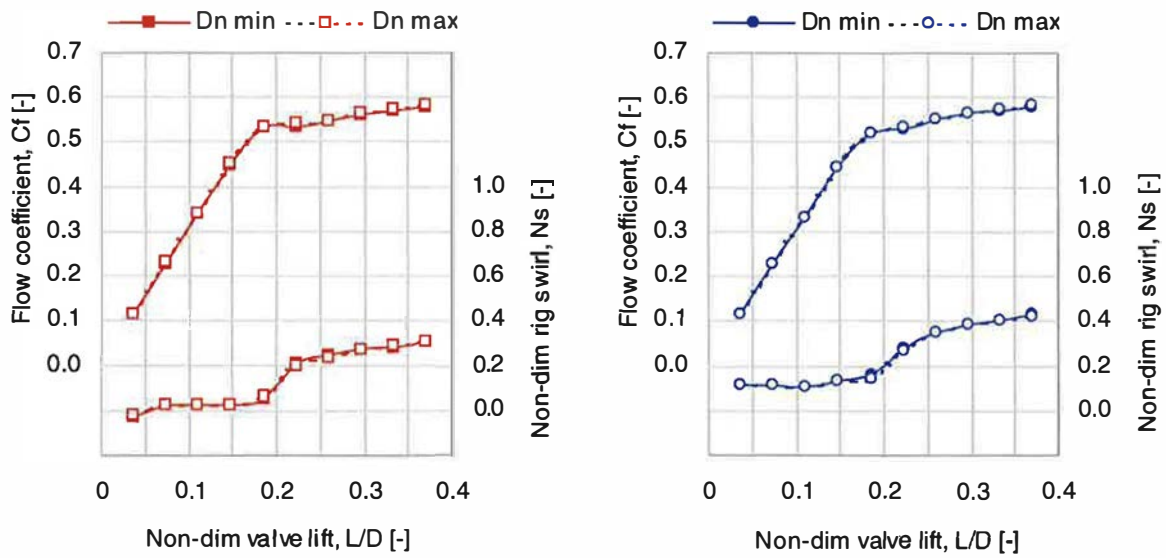 Dn min Dn max
Flow coefficient, Cf [-]
0.7
0.6
0.5
0.4
0.3
0.2
0.1
0.0
1.0
0.8
0.6
0.4
0.2
0.0
Non-dim rig swirl, Ns [-]
0 0.1 0.2 0.3 0.4
Non-dim valve lift, L/D [-]
Dn min Dn max
Flow coefficient, Cf [-]
0.7
0.6
0.5
0.4
0.3
0.2
0.1
0.0
1.0
0.8
0.6
0.4
0.2
0.0
Non-dim rig swirl, Ns [-]
0 0.1 0.2 0.3 0.4
Non-dim valve lift, L/D [-]